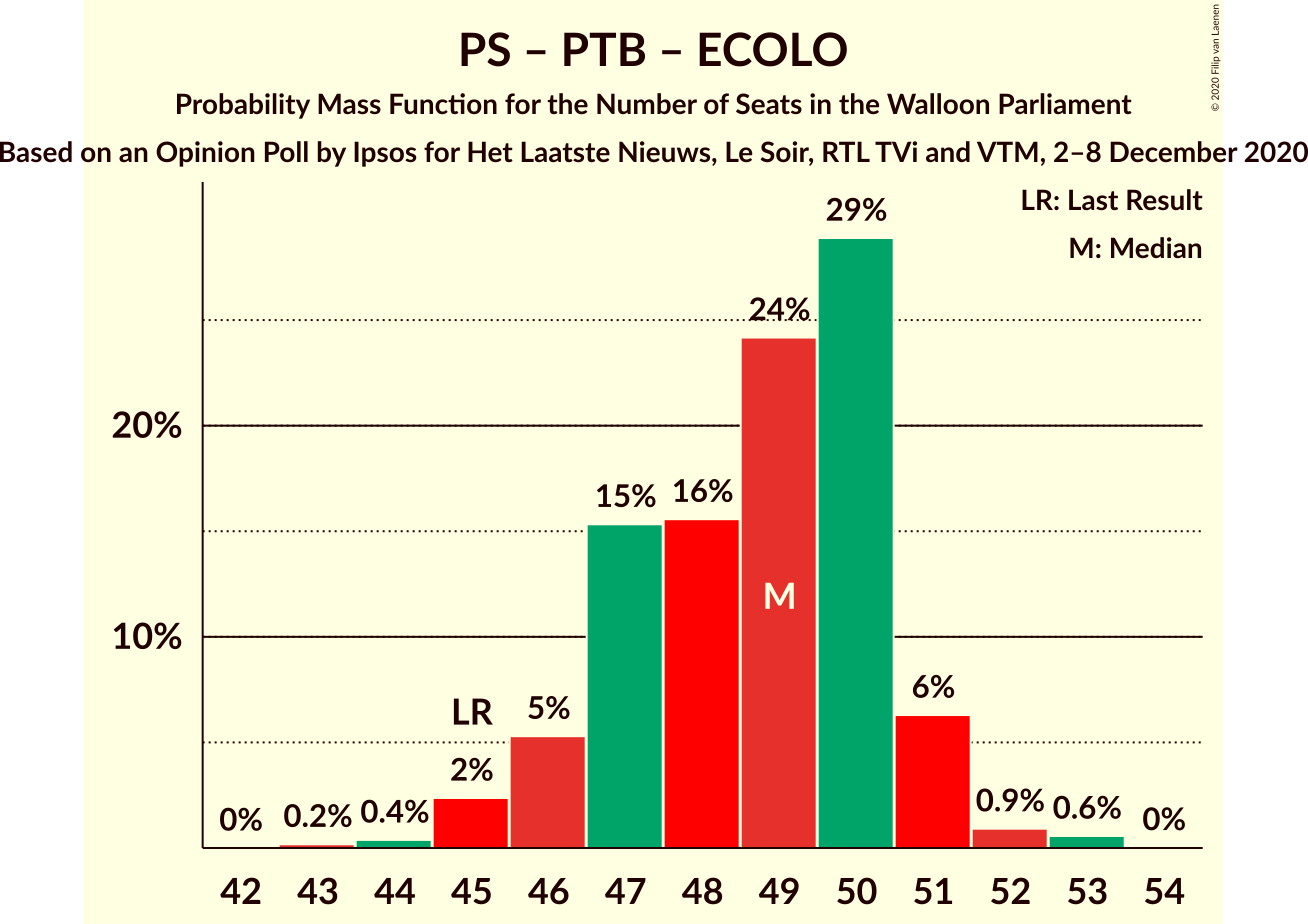 PS – PTB – ECOLO
Probability Mass Function for the Number of Seats in the Walloon Parliament
Based on an Opinion Poll by Ipsos for Het Laatste Nieuws, Le Soir, RTL TVi and VTM, 2–8 December 2020
© 2020 Filip van Laenen
LR: Last Result
M: Median
29%
24%
20%
15% 16%
M
10%
LR
5%
6%
2%
0% 0.2% 0.4%
0.9% 0.6% 0%
42 43 44 45 46 47 48 49 50 51 52 53 54